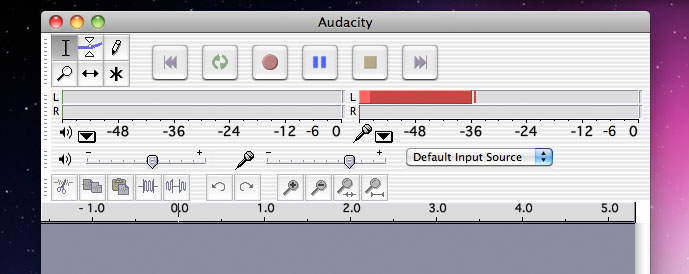 Audacity
L L
R R
-48 -36 -24 -12 -6 0 -48 -36 -24 -12 -6 0
- + - + Default Input Source
- 1.0 0.0 1.0 2.0 3.0 4.0 5.0